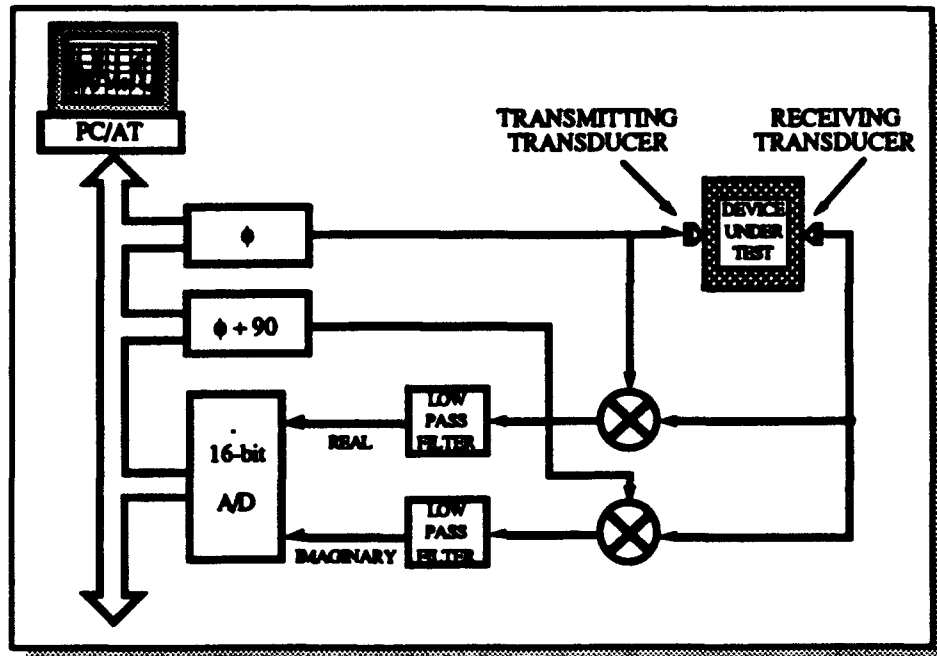 PC/AT
TRANSMITTING
TRANSDUCER
RECEIVING
TRANSDUCER
DEVICE
UNDER
TEST
ϕ
ϕ + 90
LOW
PASS
FILTER
REAL
16-bit
A/D
LOW
PASS
FILTER
IMAGINARY